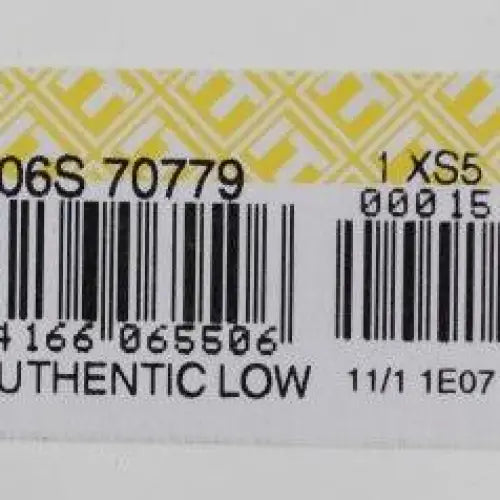 06S 70779
1 XS5
00015
4166 065506
UTHENTIC LOW
11/1 1E07